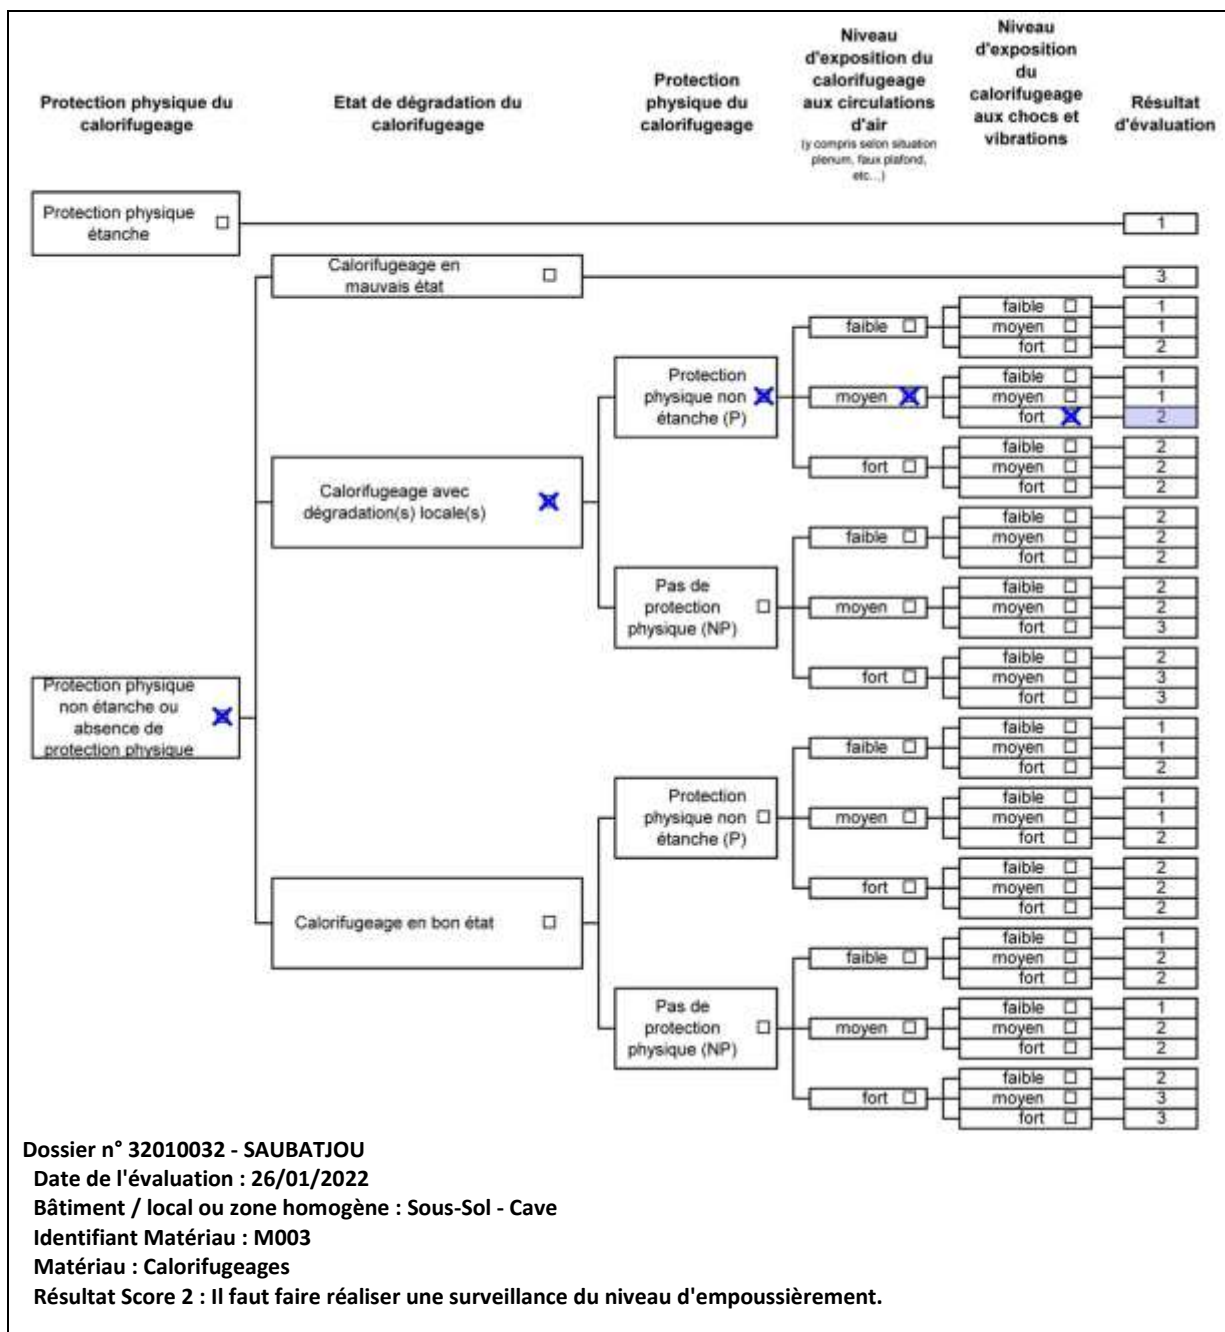 Protection physique du
calorifugeage
Etat de dégradation du
calorifugeage
Protection
physique du
calorifugeage
Niveau
d'exposition du
calorifugeage
aux circulations
d'air
(y compris selon situation
plenum, faux plafond,
etc...)
Niveau
d'exposition
du
calorifugeage
aux chocs et
vibrations
Résultat
d'évaluation
Protection physique
étanche
1
Calorifugeage en
mauvais état
3
Protection physique
non étanche ou
absence de
protection physique
Calorifugeage avec
dégradation(s) locale(s)
Protection
physique non
étanche (P)
faible
faible 1
moyen 1
fort 2
moyen
faible 1
moyen 1
fort 2
fort
faible 2
moyen 2
fort 2
Pas de
protection
physique (NP)
faible
faible 2
moyen 2
fort 2
moyen
faible 2
moyen 2
fort 3
fort
faible 2
moyen 3
fort 3
Calorifugeage en bon état
Protection
physique non
étanche (P)
faible
faible 1
moyen 1
fort 2
moyen
faible 1
moyen 1
fort 2
fort
faible 2
moyen 2
fort 2
Pas de
protection
physique (NP)
faible
faible 1
moyen 2
fort 2
moyen
faible 1
moyen 2
fort 2
fort
faible 2
moyen 3
fort 3
Dossier n° 32010032 - SAUBATJOU
Date de l'évaluation : 26/01/2022
Bâtiment / local ou zone homogène : Sous-Sol - Cave
Identifiant Matériau : M003
Matériau : Calorifugeages
Résultat Score 2 : Il faut faire réaliser une surveillance du niveau d'empoussièrement.